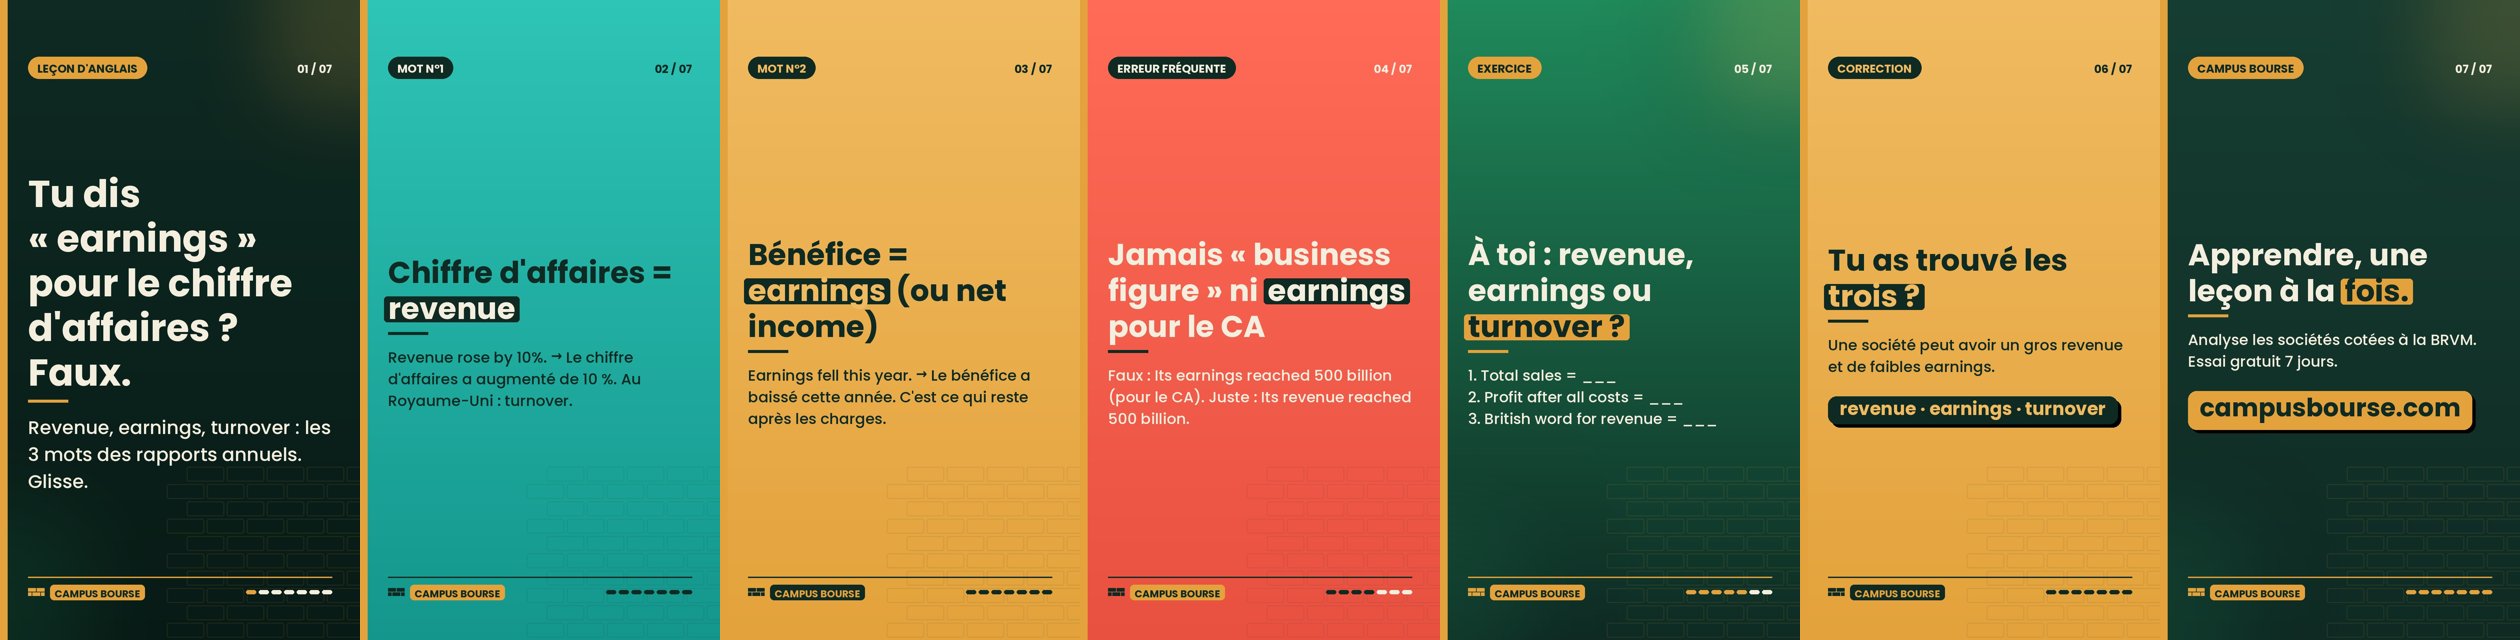 LEÇON D'ANGLAIS
01 / 07
Tu dis
« earnings »
pour le chiffre
d'affaires ?
Faux.
Revenue, earnings, turnover : les
3 mots des rapports annuels.
Glisse.
CAMPUS BOURSE
MOT N°1
02 / 07
Chiffre d'affaires =
revenue
Revenue rose by 10%. → Le chiffre
d'affaires a augmenté de 10 %. Au
Royaume-Uni : turnover.
CAMPUS BOURSE
MOT N°2
03 / 07
Bénéfice =
earnings (ou net
income)
Earnings fell this year. → Le bénéfice a
baissé cette année. C'est ce qui reste
après les charges.
CAMPUS BOURSE
ERREUR FRÉQUENTE
04 / 07
Jamais « business
figure » ni earnings
pour le CA
Faux : Its earnings reached 500 billion
(pour le CA). Juste : Its revenue reached
500 billion.
CAMPUS BOURSE
EXERCICE
05 / 07
À toi : revenue,
earnings ou
turnover ?
1. Total sales = _ _ _
2. Profit after all costs = _ _ _
3. British word for revenue = _ _ _
CAMPUS BOURSE
CORRECTION
06 / 07
Tu as trouvé les
trois ?
Une société peut avoir un gros revenue
et de faibles earnings.
revenue · earnings · turnover
CAMPUS BOURSE
CAMPUS BOURSE
07 / 07
Apprendre, une
leçon à la fois.
Analyse les sociétés cotées à la BRVM.
Essai gratuit 7 jours.
campusbourse.com
CAMPUS BOURSE